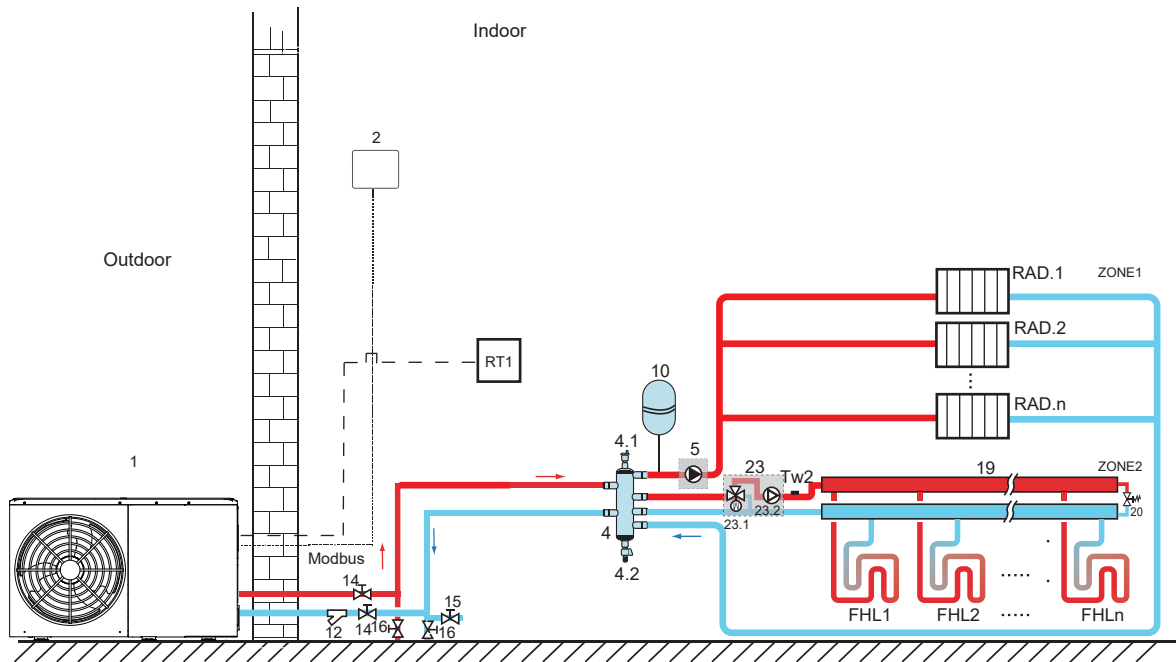 Indoor
2
Outdoor
RAD.1
ZONE1
RAD.2
RT1
10
RAD.n
4.1
5
1
23
Tw2
19
ZONE2
4
23.1
23.2
20
Modbus
4.2
14
15
12
14
16
16
FHL1
FHL2
FHLn